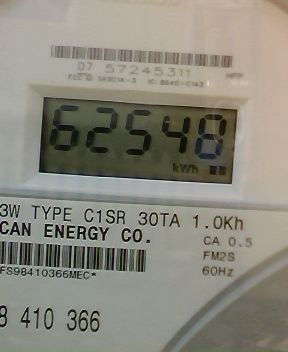 07 57245311
62548
kWh
3W TYPE C1SR 30TA 1.0Kh
CAN ENERGY CO.
CA 0.5
FM2S
60Hz
FS98410366MEC*
8 410 366